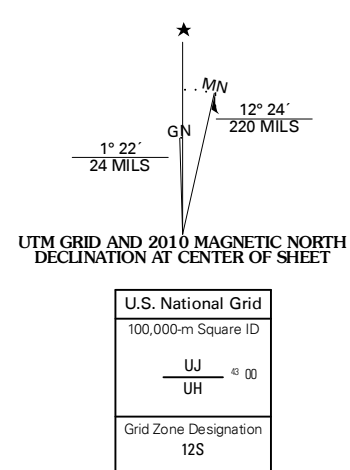 MN
GN
12° 24´
220 MILS
1° 22´
24 MILS
UTM GRID AND 2010 MAGNETIC NORTH
DECLINATION AT CENTER OF SHEET
U.S. National Grid
100,000-m Square ID
UJ
43 00
UH
Grid Zone Designation
12S